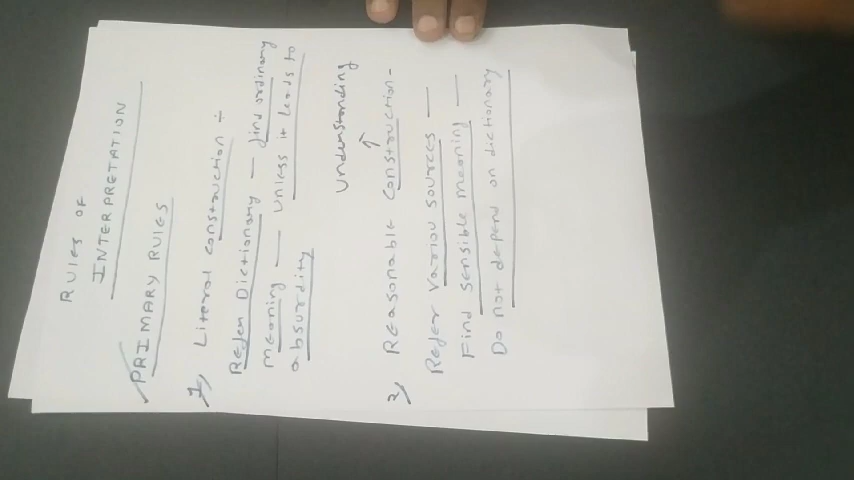 RULES OF
INTERPRETATION
PRIMARY RULES
1, Literal construction ÷
Refer Dictionary — find ordinary
meaning — unless it leads to
absurdity
understanding
2, Reasonable construction-
Refer various sources —
Find sensible meaning —
Do not depend on dictionary